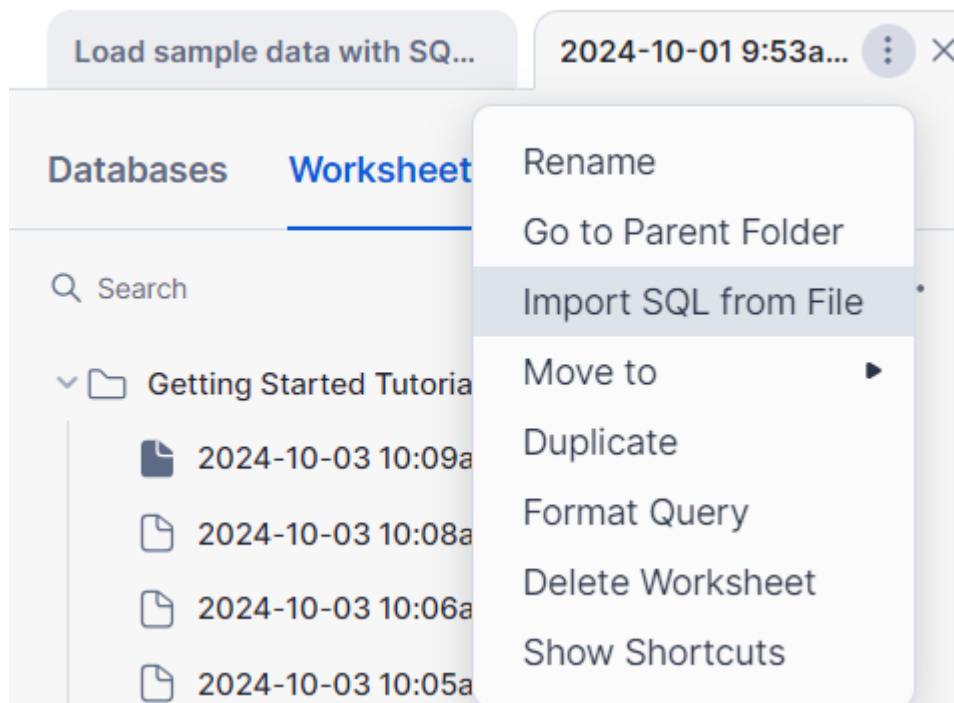 Load sample data with SQ...
2024-10-01 9:53a...
Databases
Worksheet
Search
Getting Started Tutoria
2024-10-03 10:09a
2024-10-03 10:08a
2024-10-03 10:06a
2024-10-03 10:05a
Rename
Go to Parent Folder
Import SQL from File
Move to
Duplicate
Format Query
Delete Worksheet
Show Shortcuts